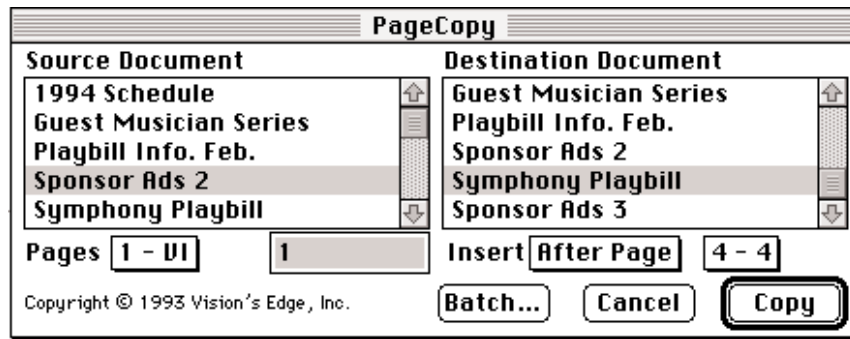 PageCopy
Source Document
1994 Schedule
Guest Musician Series
Playbill Info. Feb.
Sponsor Ads 2
Symphony Playbill
Destination Document
Guest Musician Series
Playbill Info. Feb.
Sponsor Ads 2
Symphony Playbill
Sponsor Ads 3
Pages 1 - VI 1
Insert After Page 4 - 4
Copyright © 1993 Vision's Edge, Inc.
Batch... Cancel Copy